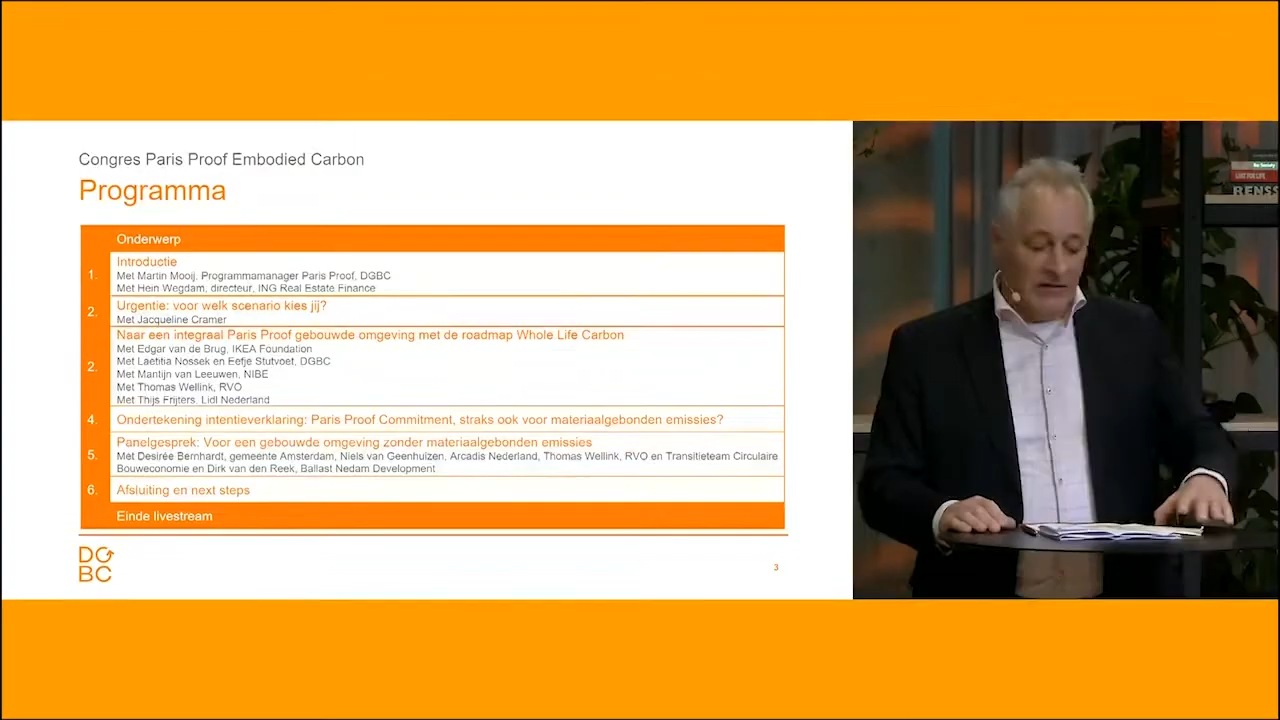 Congres Paris Proof Embodied Carbon
Programma
Onderwerp
1.
Introductie
Met Martin Mooij, Programmamanager Paris Proof, DGBC
Met Hein Wegdam, directeur, ING Real Estate Finance
2.
Urgentie: voor welk scenario kies jij?
Met Jacqueline Cramer
2.
Naar een integraal Paris Proof gebouwde omgeving met de roadmap Whole Life Carbon
Met Edgar van de Brug, IKEA Foundation
Met Laetitia Nossek en Eefje Stutvoet, DGBC
Met Mantijn van Leeuwen, NIBE
Met Thomas Wellink, RVO
Met Thijs Frijters, Lidl Nederland
4.
Ondertekening intentieverklaring: Paris Proof Commitment, straks ook voor materiaalgebonden emissies?
5.
Panelgesprek: Voor een gebouwde omgeving zonder materiaalgebonden emissies
Met Desirée Bernhardt, gemeente Amsterdam, Niels van Geenhuizen, Arcadis Nederland, Thomas Wellink, RVO en Transitieteam Circulaire
Bouweconomie en Dirk van den Reek, Ballast Nedam Development
6.
Afsluiting en next steps
Einde livestream
DG
BC
3
RENSS